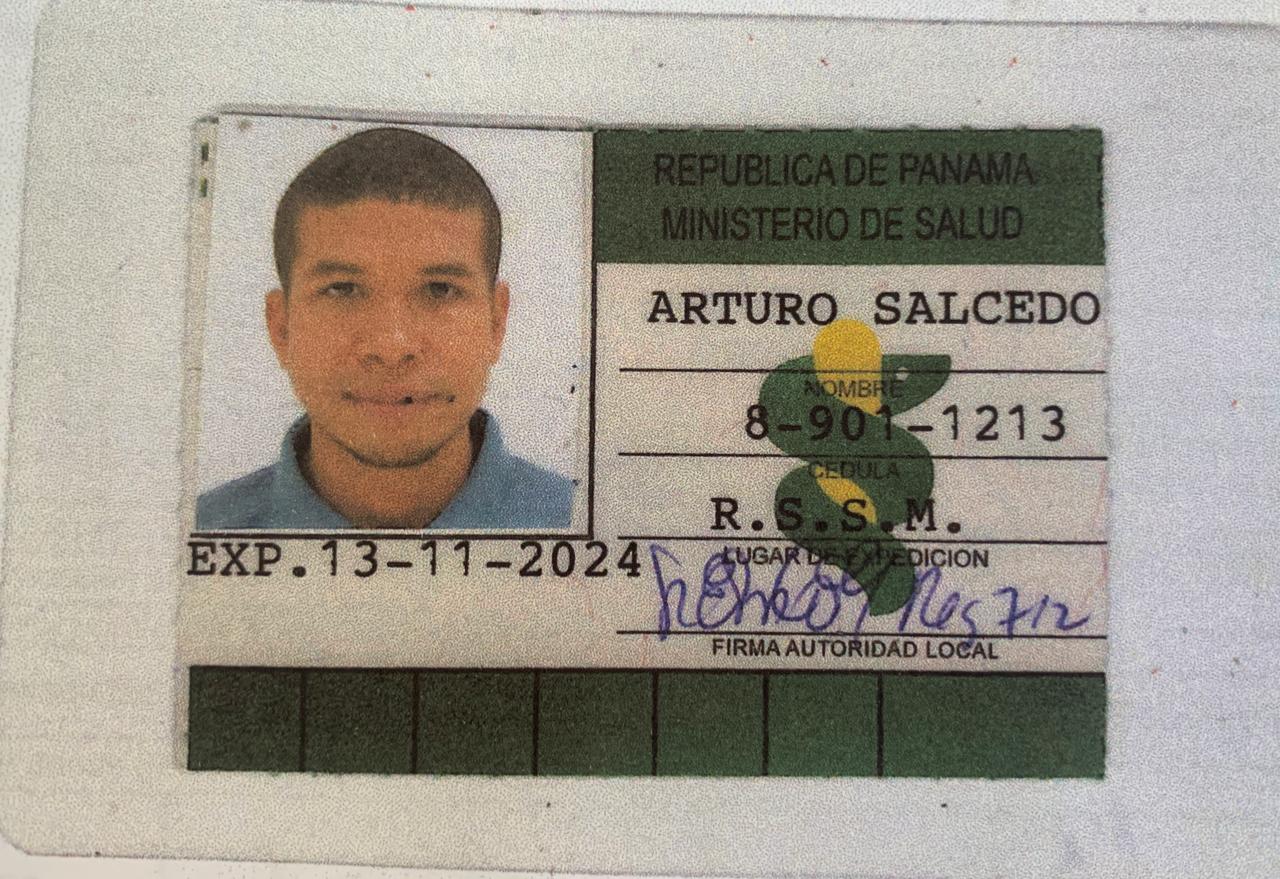 REPUBLICA DE PANAMA
MINISTERIO DE SALUD
ARTURO SALCEDO
NOMBRE
8-901-1213
CEDULA
R.S.S.M.
LUGAR DE EXPEDICION
EXP.13-11-2024
FIRMA AUTORIDAD LOCAL